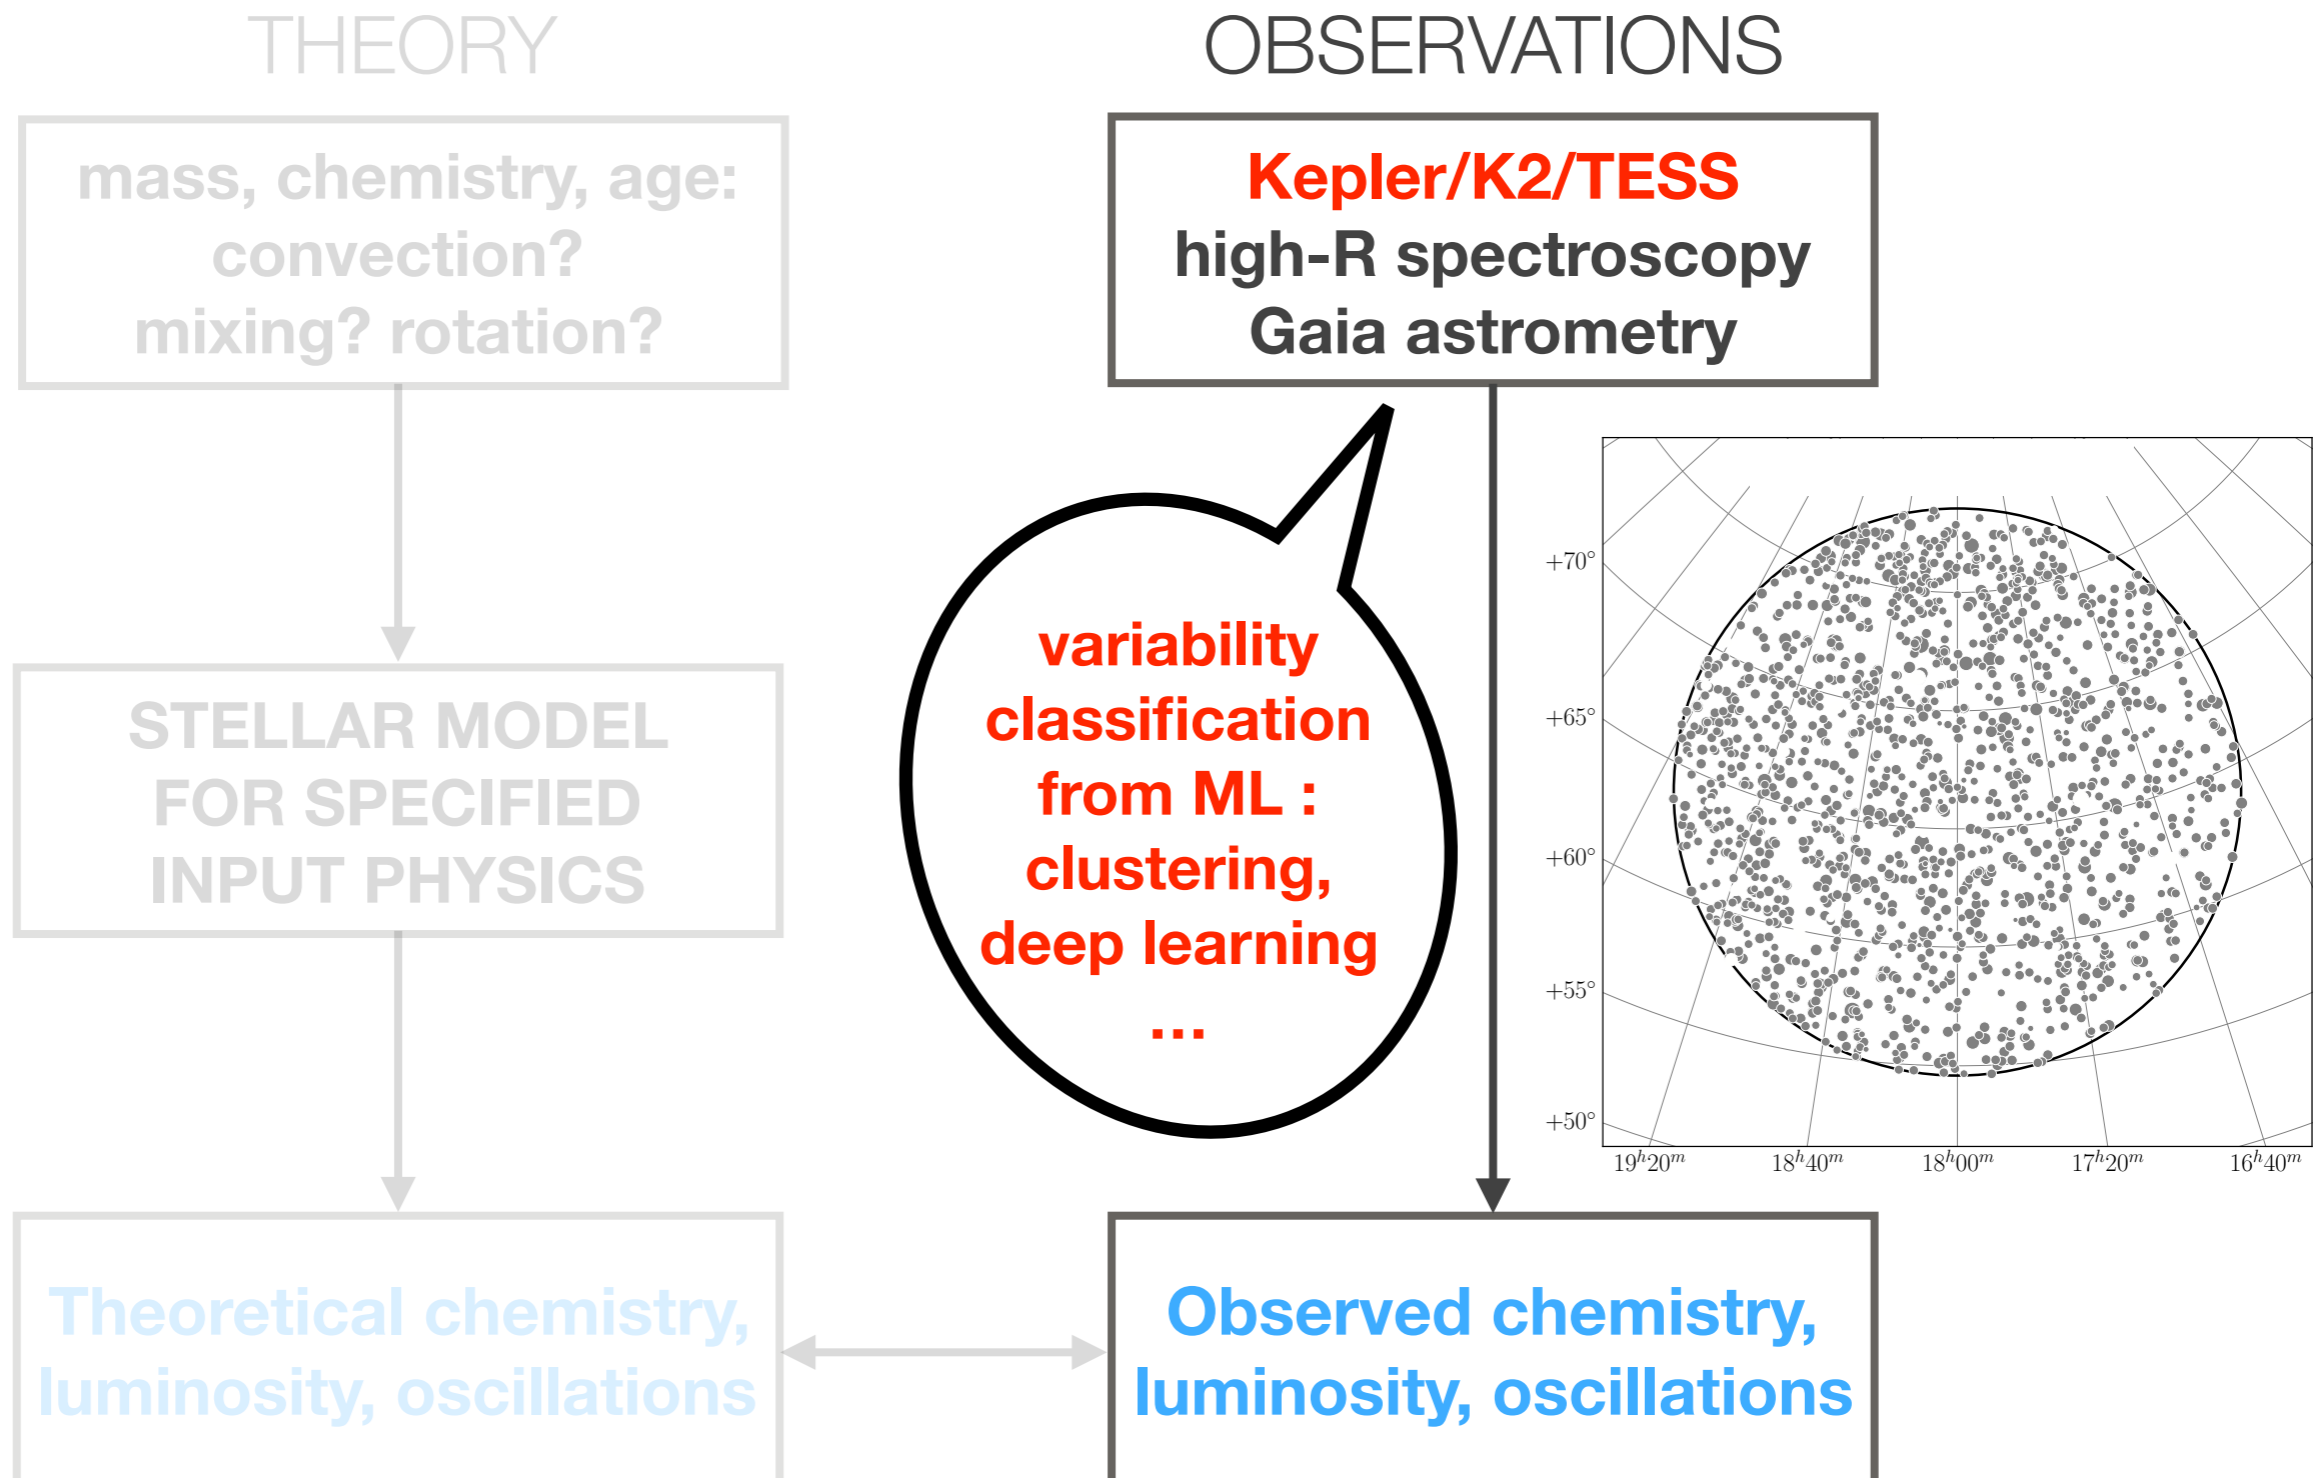 THEORY
mass, chemistry, age:
convection?
mixing? rotation?
STELLAR MODEL
FOR SPECIFIED
INPUT PHYSICS
Theoretical chemistry,
luminosity, oscillations
OBSERVATIONS
Kepler/K2/TESS
high-R spectroscopy
Gaia astrometry
variability
classification
from ML :
clustering,
deep learning
...
+70°
+65°
+60°
+55°
+50°
19ʰ20ᵐ 18ʰ40ᵐ 18ʰ00ᵐ 17ʰ20ᵐ 16ʰ40ᵐ
Observed chemistry,
luminosity, oscillations